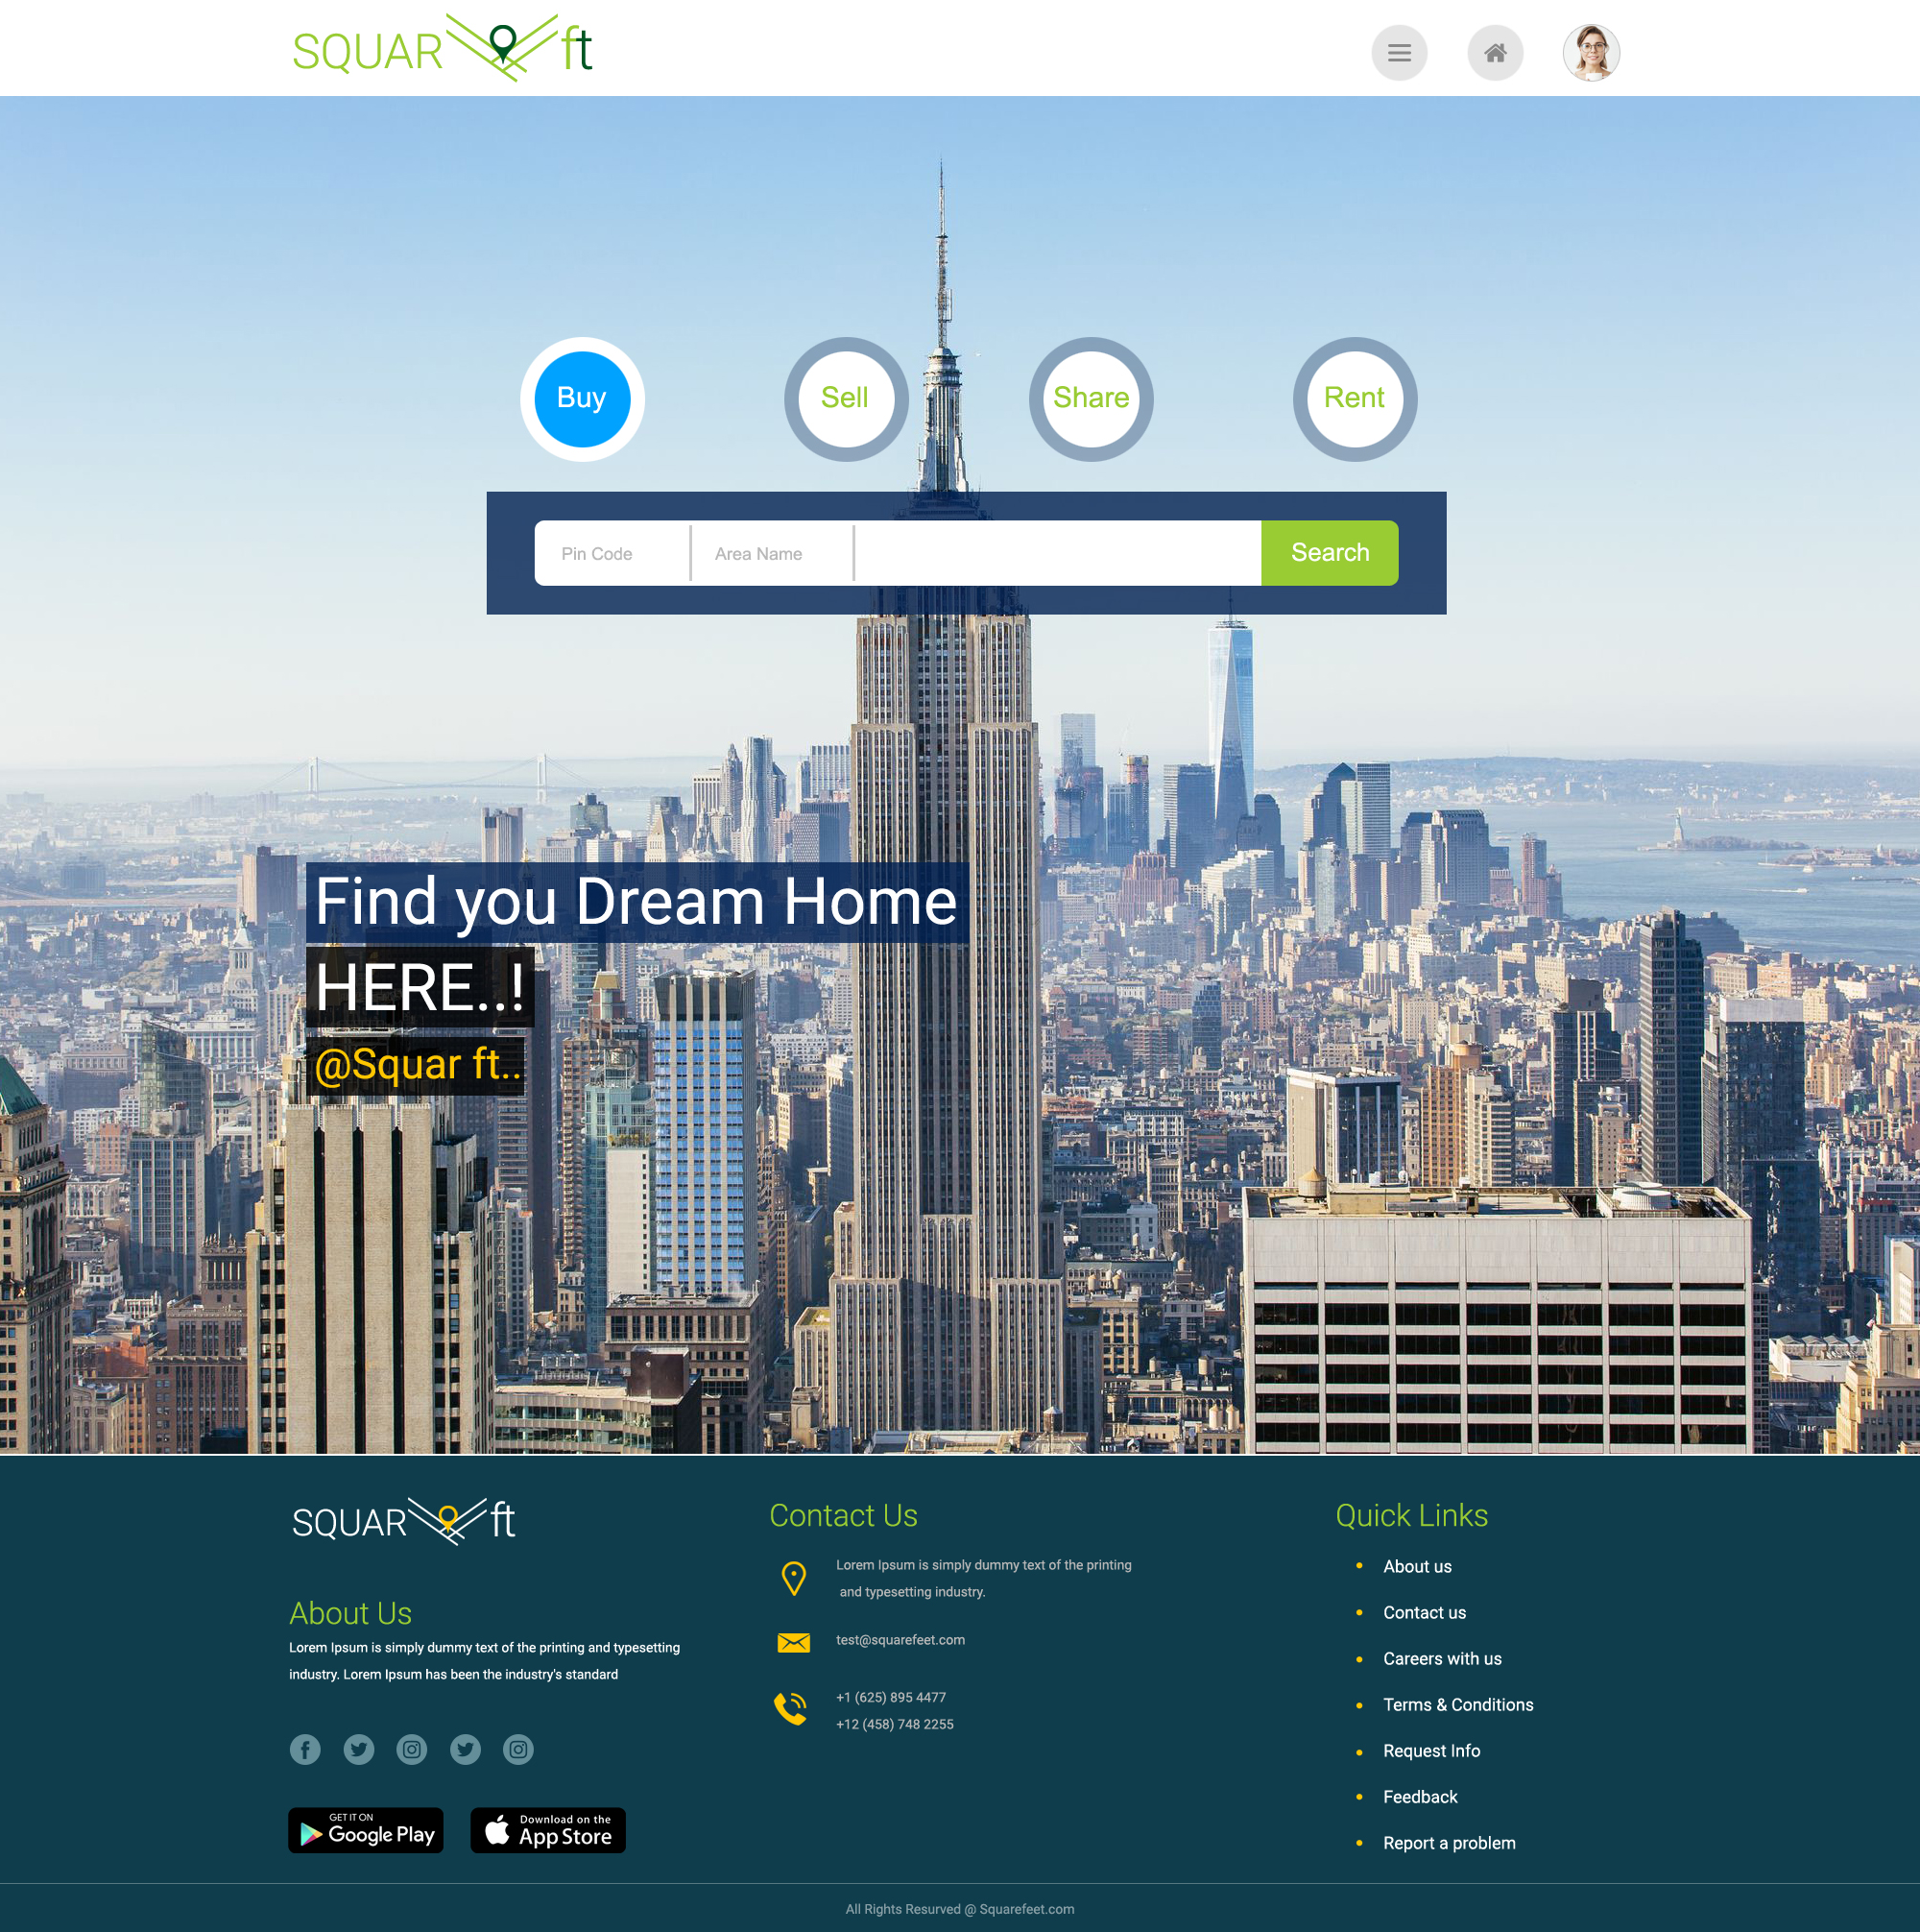 SQUAR ft
Buy
Sell
Share
Rent
Pin Code
Area Name
Search
Find you Dream Home
HERE..!
@Squar ft..
SQUAR ft
About Us
Lorem Ipsum is simply dummy text of the printing and typesetting
industry. Lorem Ipsum has been the industry's standard
GET IT ON
Google Play
Download on the
App Store
Contact Us
Lorem Ipsum is simply dummy text of the printing
and typesetting industry.
test@squarefeet.com
+1 (625) 895 4477
+12 (458) 748 2255
Quick Links
About us
Contact us
Careers with us
Terms & Conditions
Request Info
Feedback
Report a problem
All Rights Resurved @ Squarefeet.com